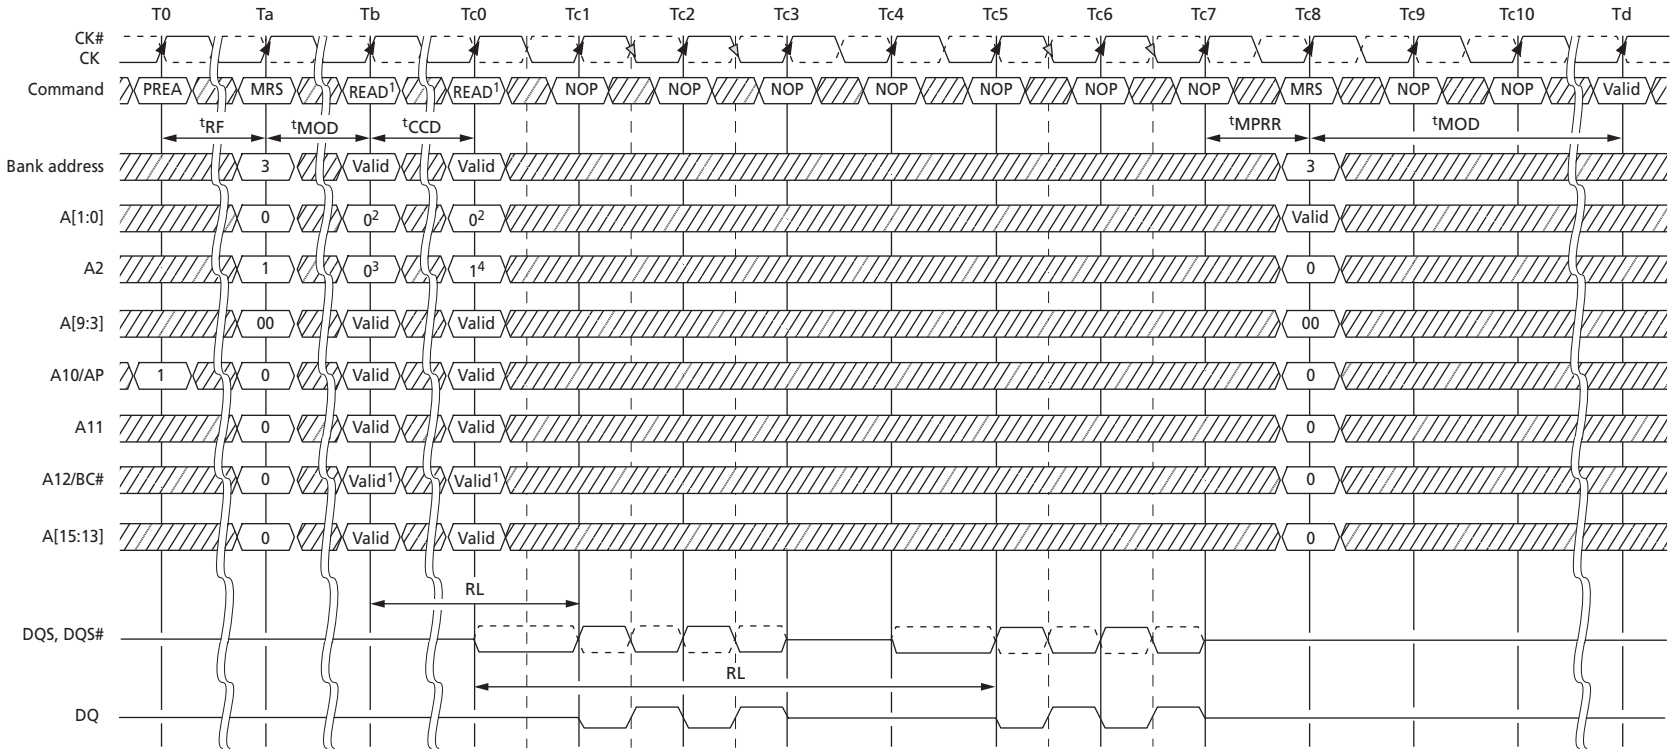 T0 Ta Tb Tc0 Tc1 Tc2 Tc3 Tc4 Tc5 Tc6 Tc7 Tc8 Tc9 Tc10 Td
CK#
CK
Command PREA MRS READ¹ READ¹ NOP NOP NOP NOP NOP NOP NOP MRS NOP NOP Valid
tRF tMOD tCCD tMPRR tMOD
Bank address 3 Valid Valid 3
A[1:0] 0 0² 0² Valid
A2 1 0³ 1⁴ 0
A[9:3] 00 Valid Valid 00
A10/AP 1 0 Valid Valid 0
A11 0 Valid Valid 0
A12/BC# 0 Valid¹ Valid¹ 0
A[15:13] 0 Valid Valid 0
RL
DQS, DQS#
RL
DQ